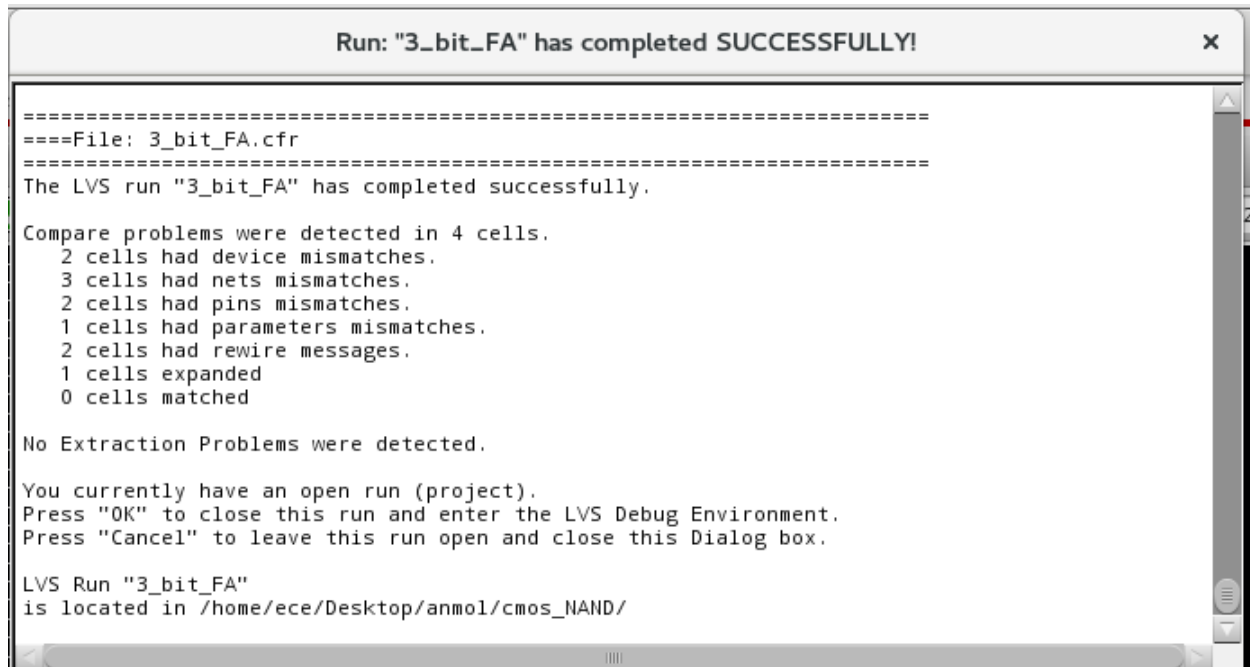 Run: "3_bit_FA" has completed SUCCESSFULLY!
========================================================================
====File: 3_bit_FA.cfr
========================================================================
The LVS run "3_bit_FA" has completed successfully.
Compare problems were detected in 4 cells.
2 cells had device mismatches.
3 cells had nets mismatches.
2 cells had pins mismatches.
1 cells had parameters mismatches.
2 cells had rewire messages.
1 cells expanded
0 cells matched
No Extraction Problems were detected.
You currently have an open run (project).
Press "OK" to close this run and enter the LVS Debug Environment.
Press "Cancel" to leave this run open and close this Dialog box.
LVS Run "3_bit_FA"
is located in /home/ece/Desktop/anmol/cmos_NAND/